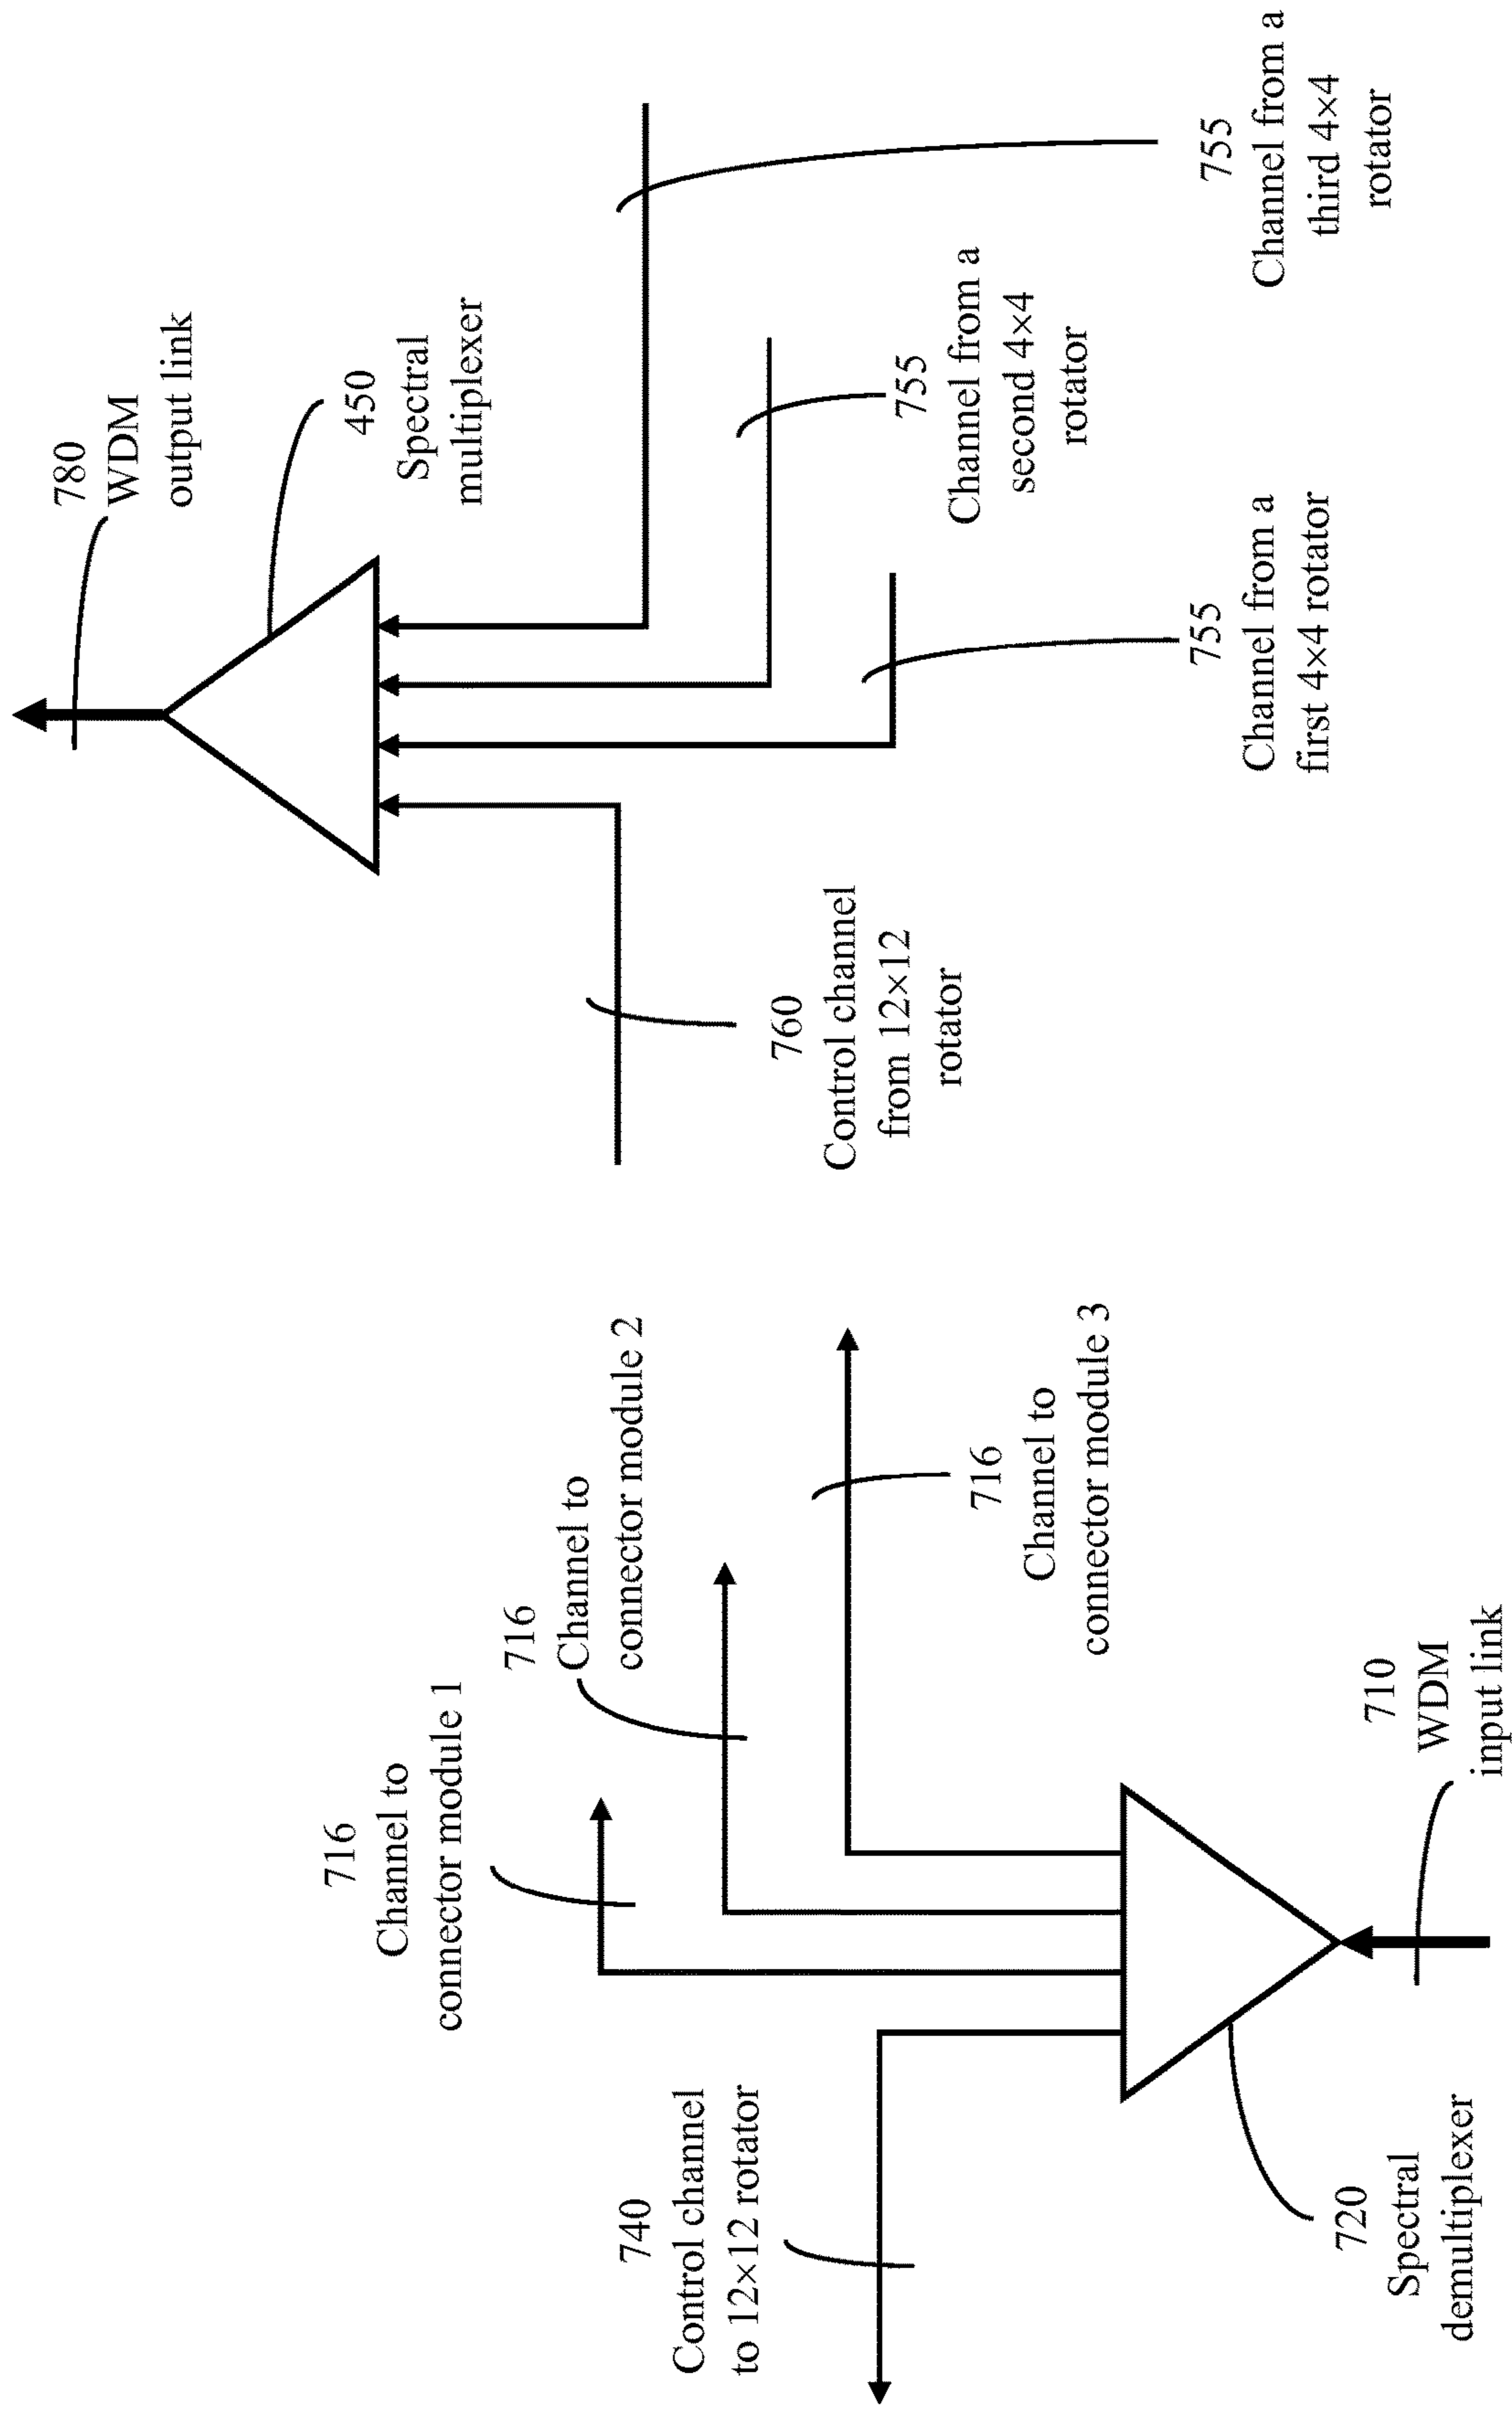 716
Channel to
connector module 1
716
Channel to
connector module 2
740
Control channel
to 12×12 rotator
716
Channel to
connector module 3
720
Spectral
demultiplexer
710
WDM
input link
780
WDM
output link
450
Spectral
multiplexer
760
Control channel
from 12×12
rotator
755
Channel from a
second 4×4
rotator
755
Channel from a
first 4×4 rotator
755
Channel from a
third 4×4
rotator